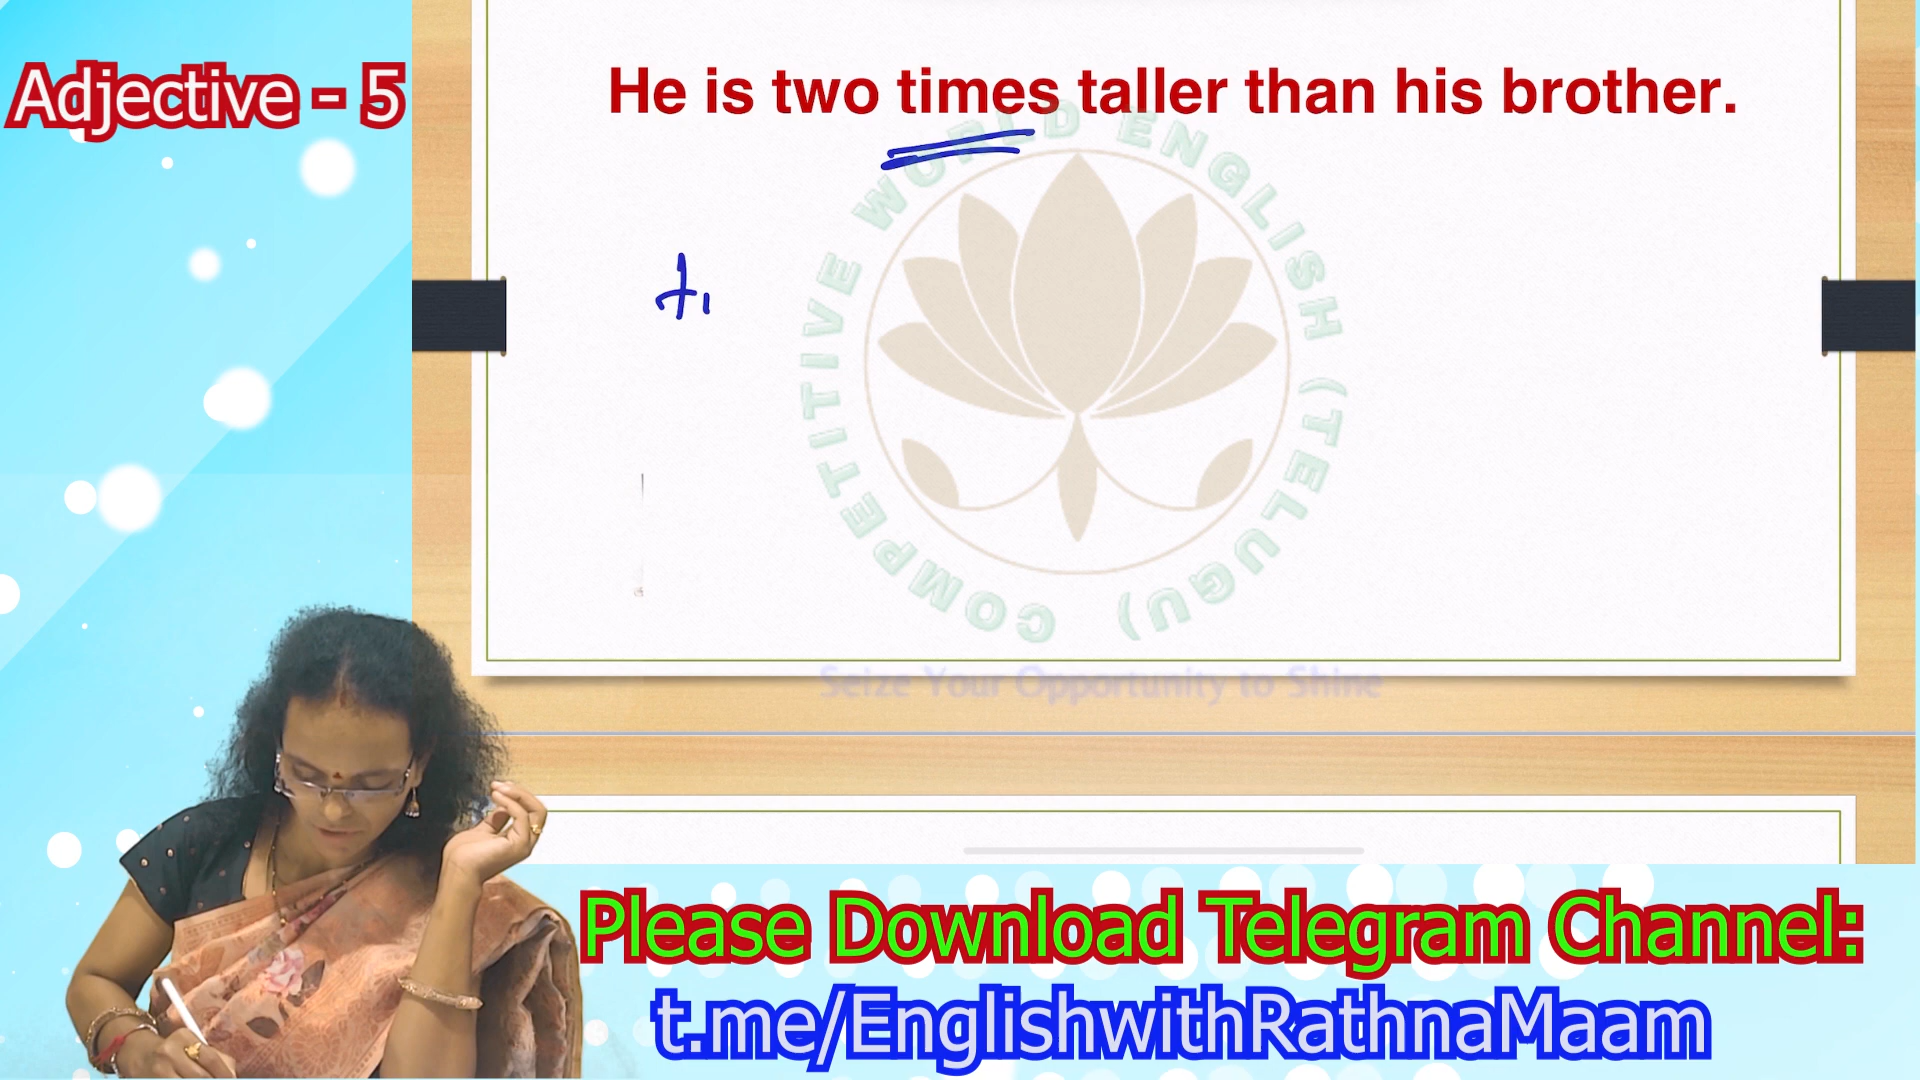 Adjective - 5
He is two times taller than his brother.
COMPETITIVE WORLD ENGLISH (TELUGU)
Seize Your Opportunity to Shine
Please Download Telegram Channel:
t.me/EnglishwithRathnaMaam